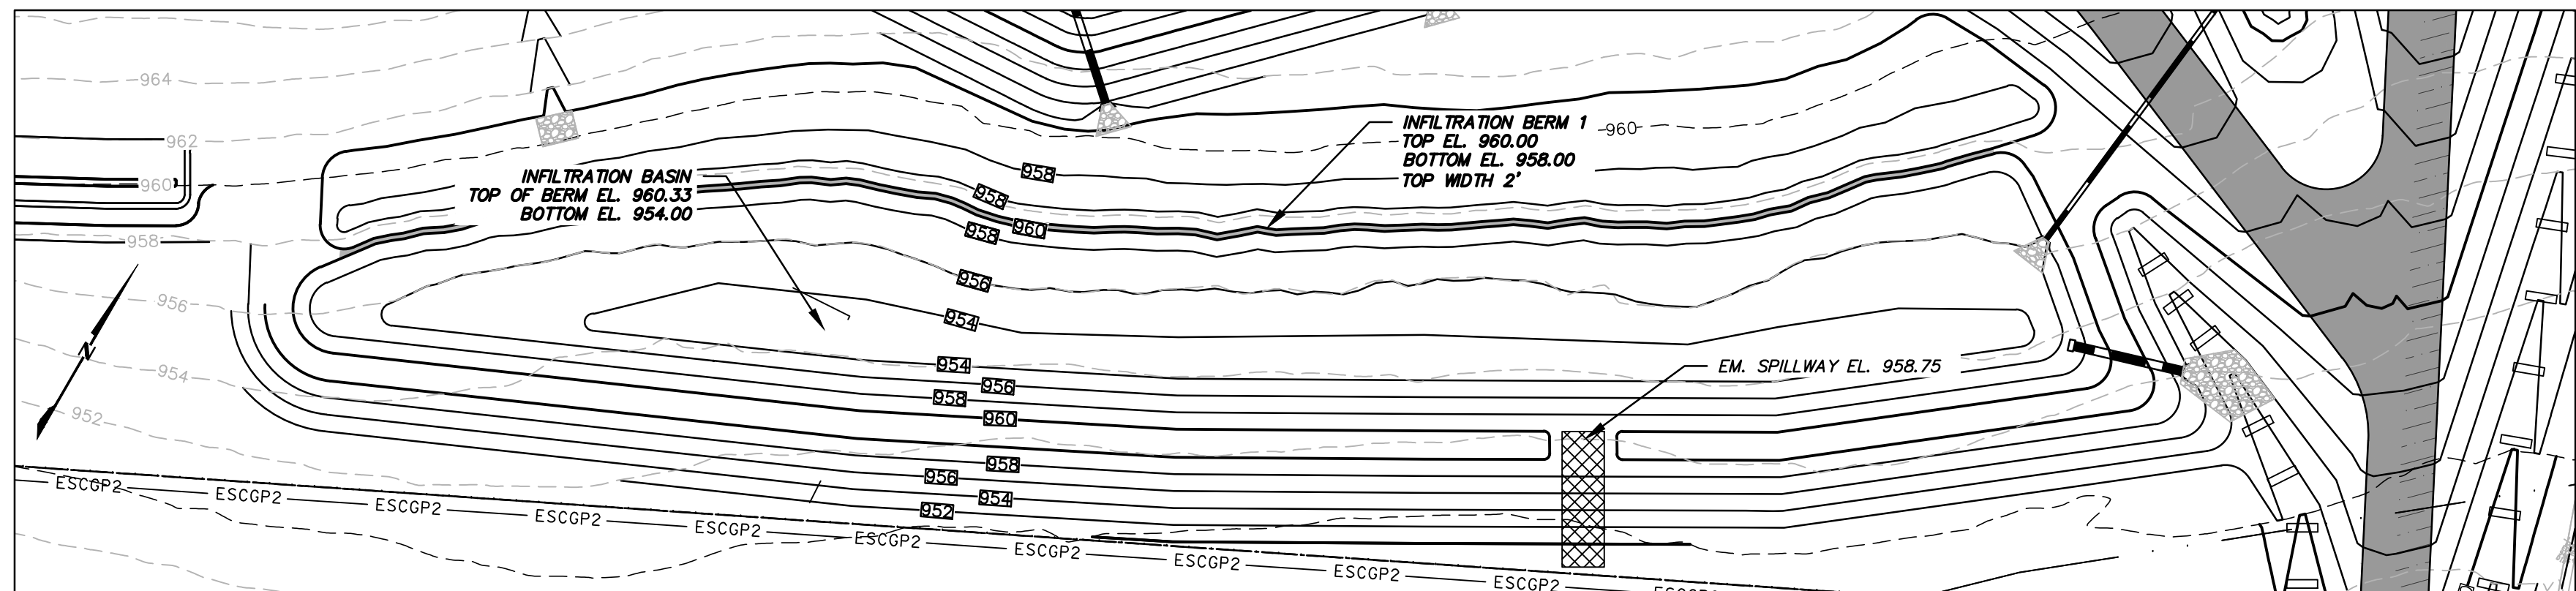 964
962
960
958
956
954
952
N
INFILTRATION BASIN
TOP OF BERM EL. 960.33
BOTTOM EL. 954.00
INFILTRATION BERM 1
TOP EL. 960.00
BOTTOM EL. 958.00
TOP WIDTH 2'
960
958
958
960
958
956
954
954
956
958
960
958
956
954
952
EM. SPILLWAY EL. 958.75
ESCGP2
ESCGP2
ESCGP2
ESCGP2
ESCGP2
ESCGP2
ESCGP2
ESCGP2
ESCGP2
ESCGP2